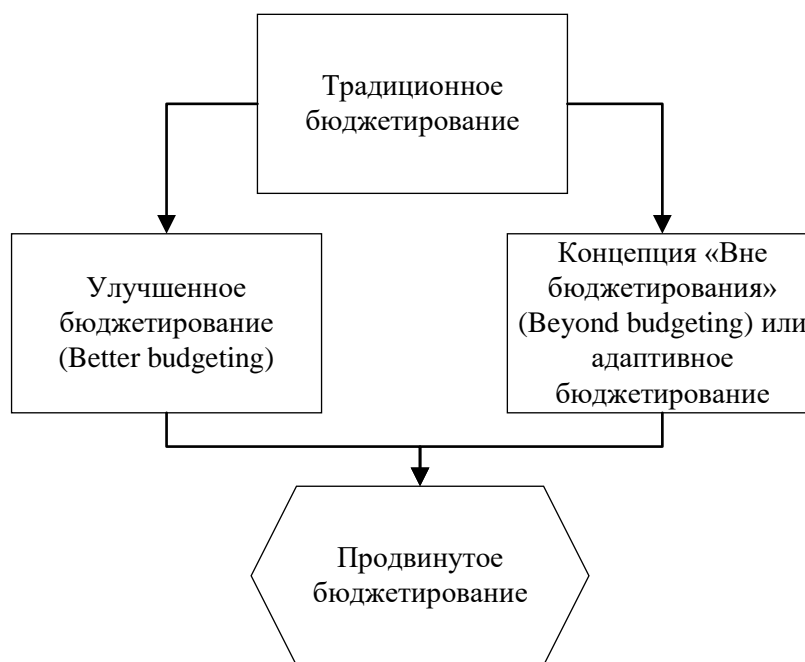 Традиционное
бюджетирование
Улучшенное
бюджетирование
(Better budgeting)
Концепция «Вне
бюджетирования»
(Beyond budgeting) или
адаптивное
бюджетирование
Продвинутое
бюджетирование